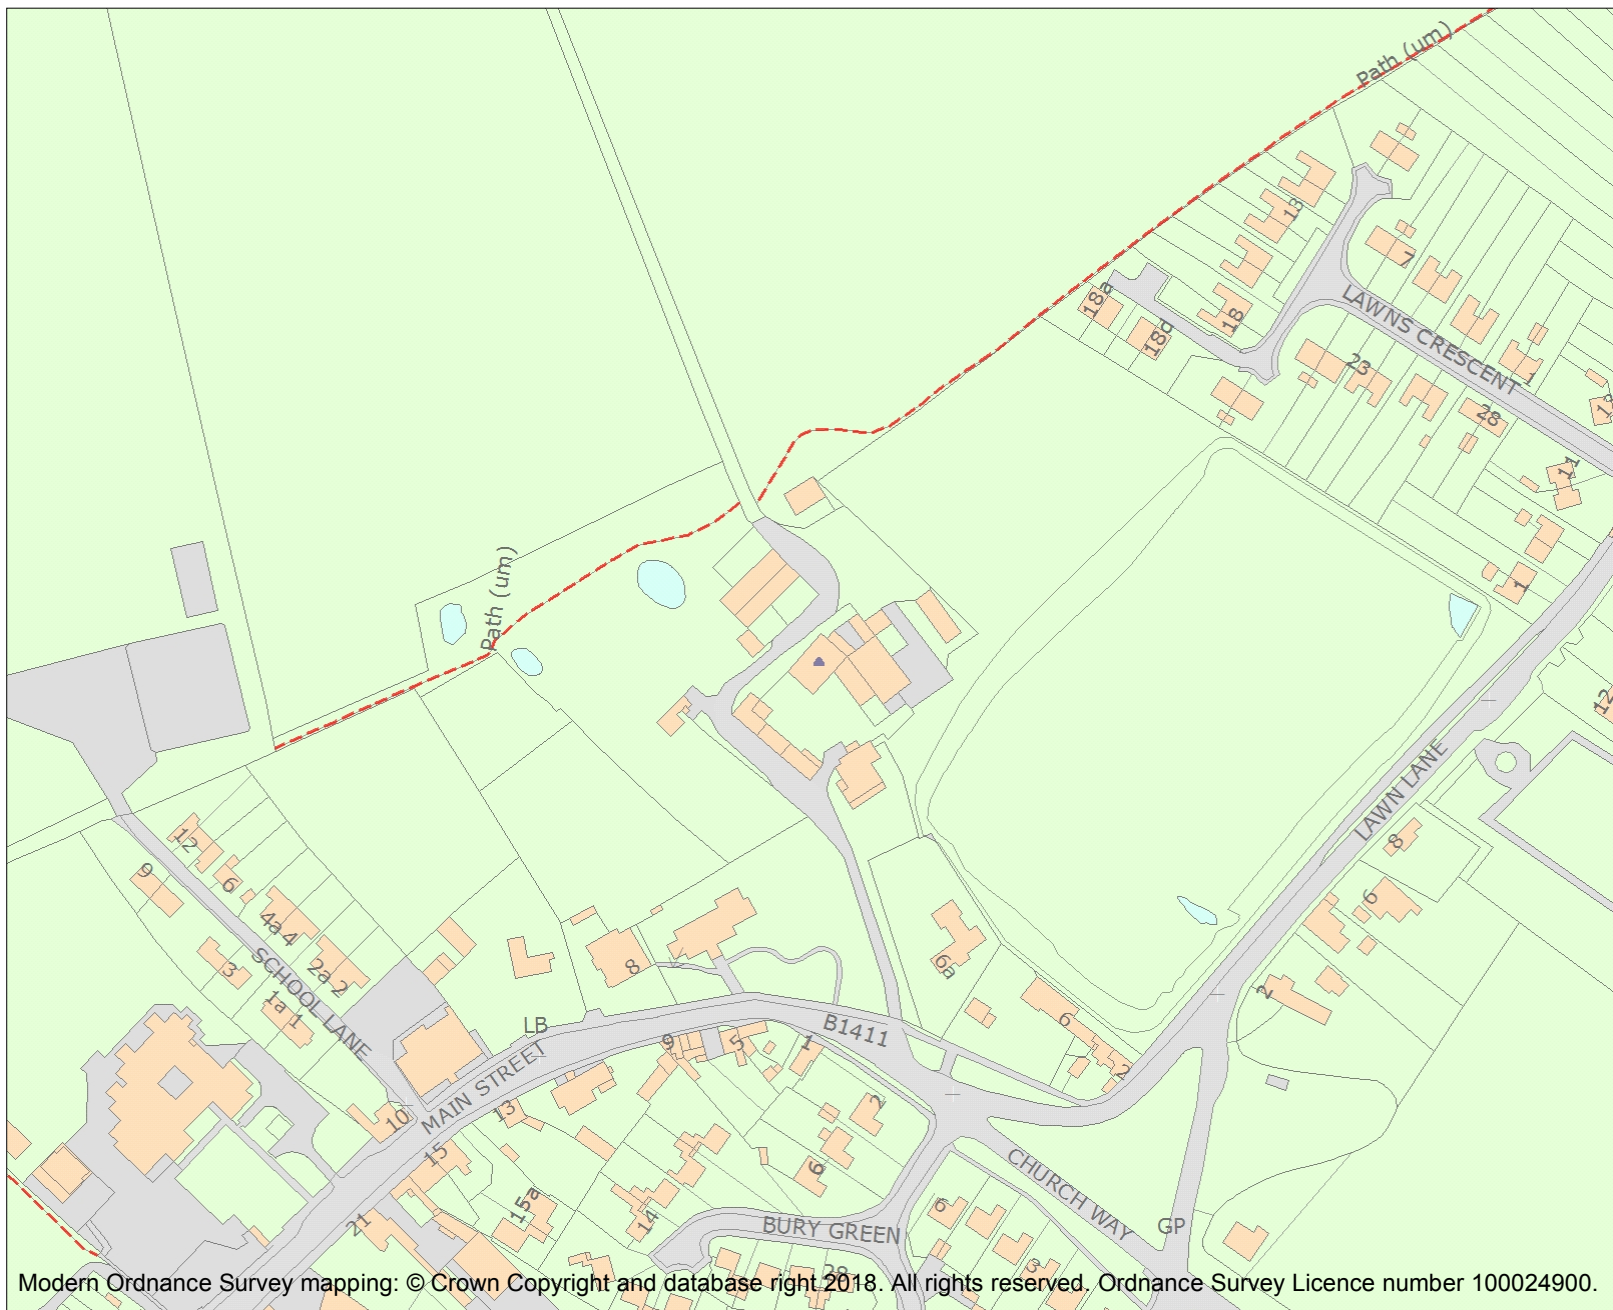 Path (um)
13
18a
7
18
18d
LAWNS CRESCENT
23
1
28
11
Path (um)
1
12
LAWN LANE
8
12
9
6
6
4a 4
SCHOOL LANE
3
2a 2
8
6a
1a 1
2
LB
B1411
6
9
5
1
MAIN STREET
2
13
10
2
15
6
CHURCH WAY
15a
6
14
21
BURY GREEN
GP
3
28
Modern Ordnance Survey mapping: © Crown Copyright and database right 2018. All rights reserved. Ordnance Survey Licence number 100024900.